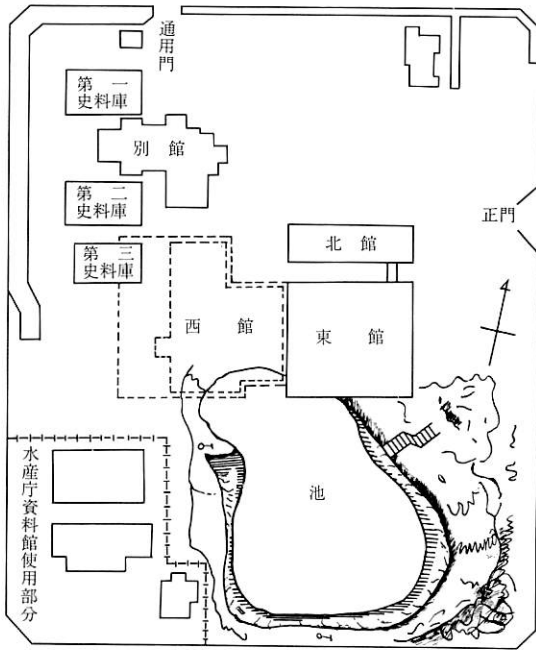 通用門
第一
史料庫
別館
第二
史料庫
第三
史料庫
正門
北館
西館
東館
池
水産庁資料館使用部分